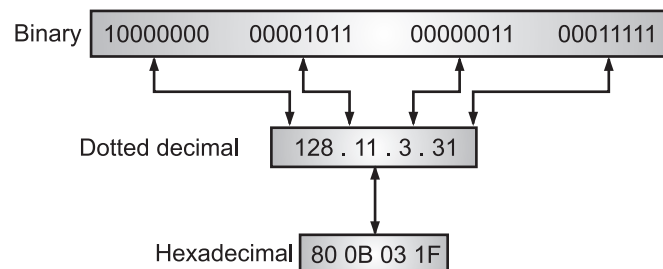 Binary 10000000 00001011 00000011 00011111
Dotted decimal 128 . 11 . 3 . 31
Hexadecimal 80 0B 03 1F